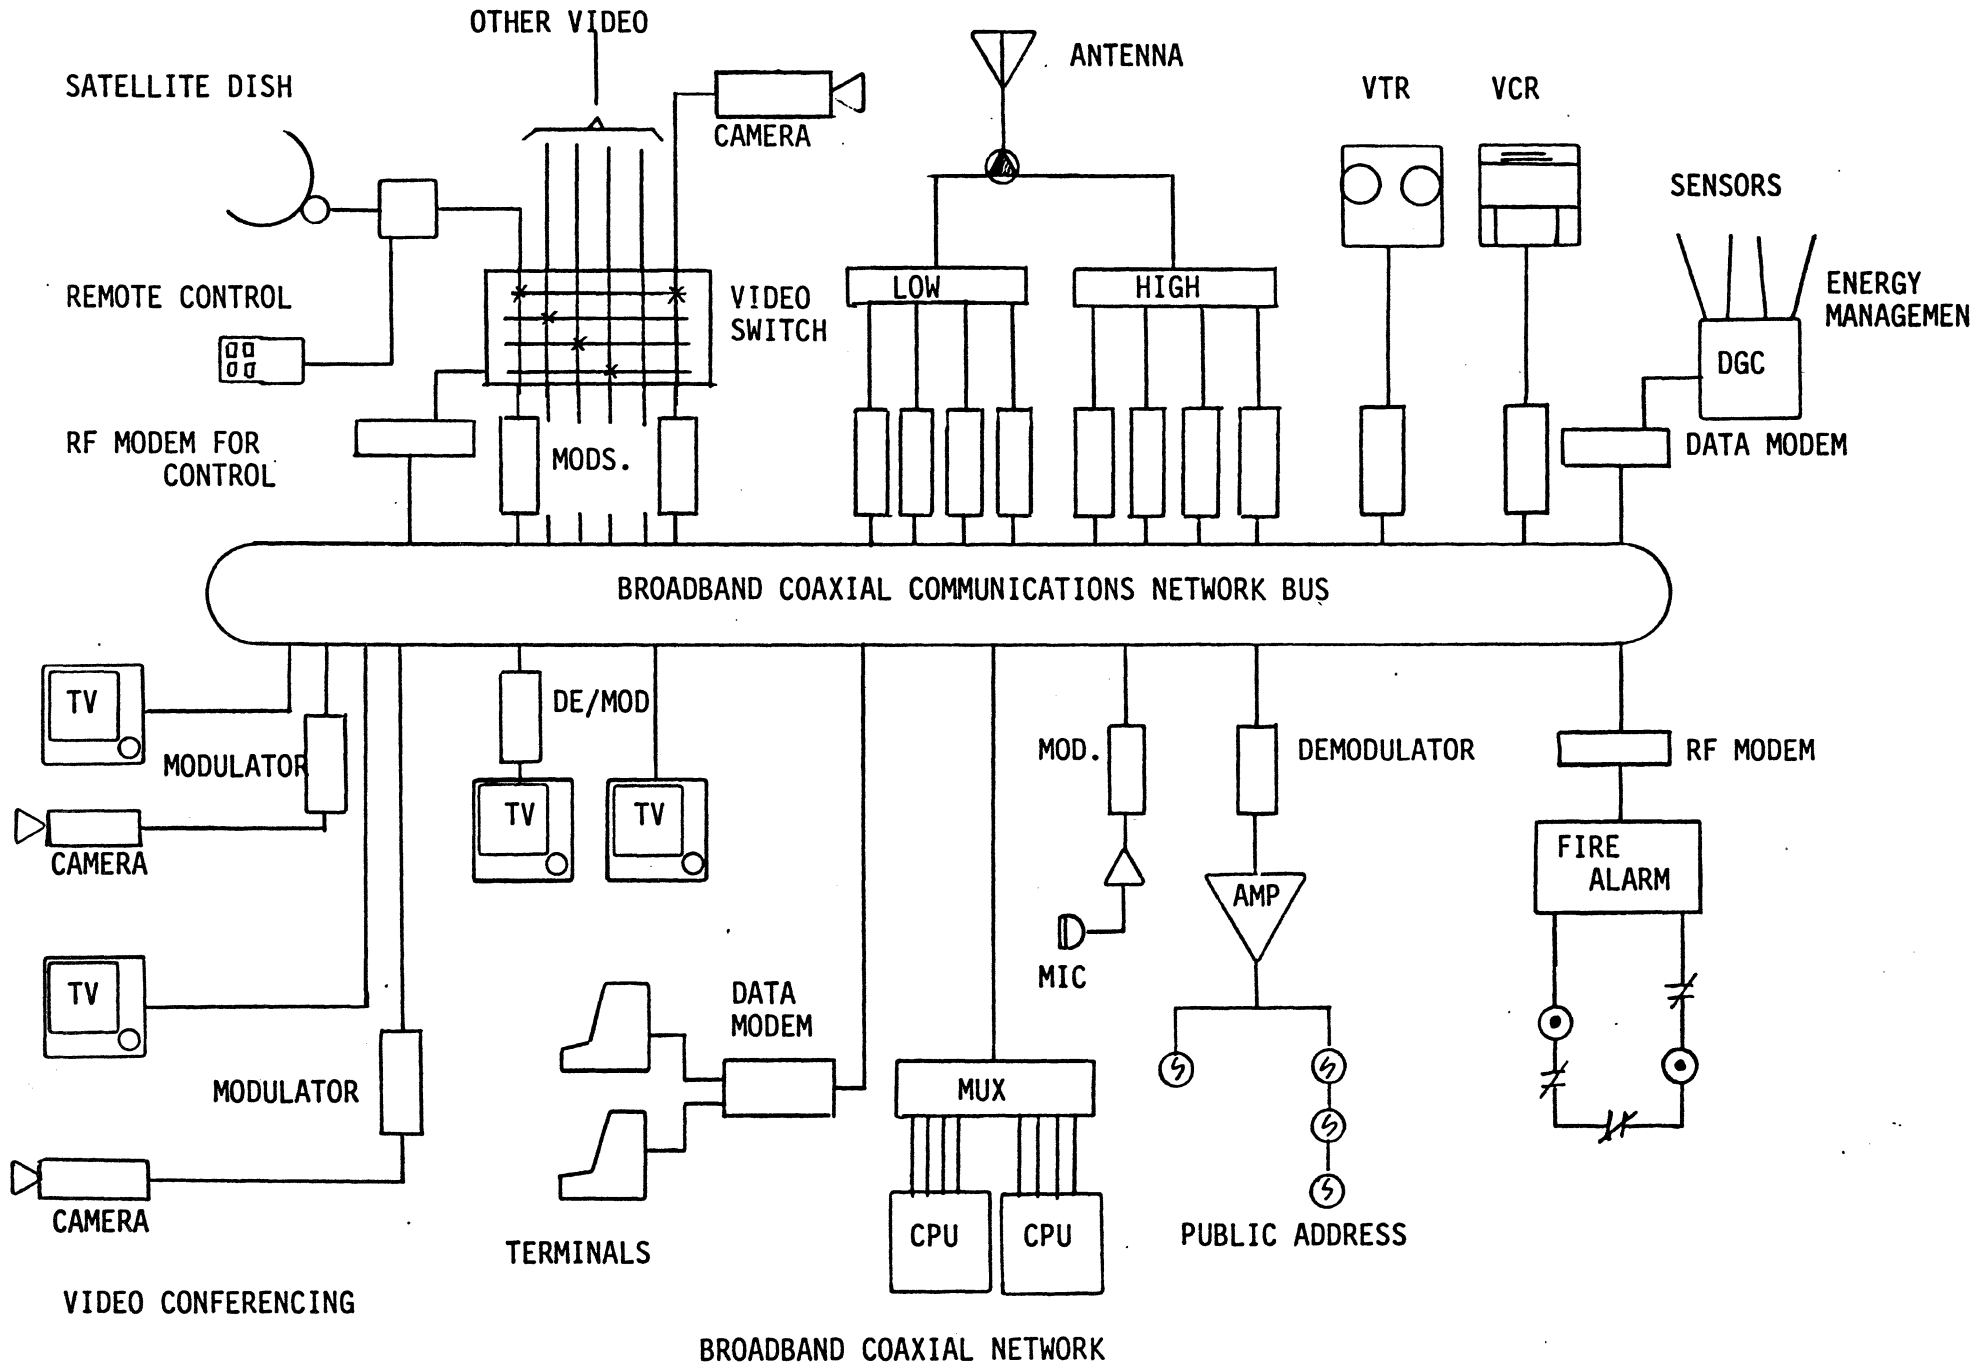 OTHER VIDEO
SATELLITE DISH
CAMERA
ANTENNA
VTR
VCR
SENSORS
REMOTE CONTROL
VIDEO
SWITCH
LOW
HIGH
ENERGY
MANAGEMEN
DGC
RF MODEM FOR
CONTROL
MODS.
DATA MODEM
BROADBAND COAXIAL COMMUNICATIONS NETWORK BUS
TV
MODULATOR
CAMERA
DE/MOD
TV
TV
MOD.
DEMODULATOR
RF MODEM
FIRE
ALARM
AMP
MIC
TV
MODULATOR
CAMERA
DATA
MODEM
MUX
CPU
CPU
PUBLIC ADDRESS
TERMINALS
VIDEO CONFERENCING
BROADBAND COAXIAL NETWORK